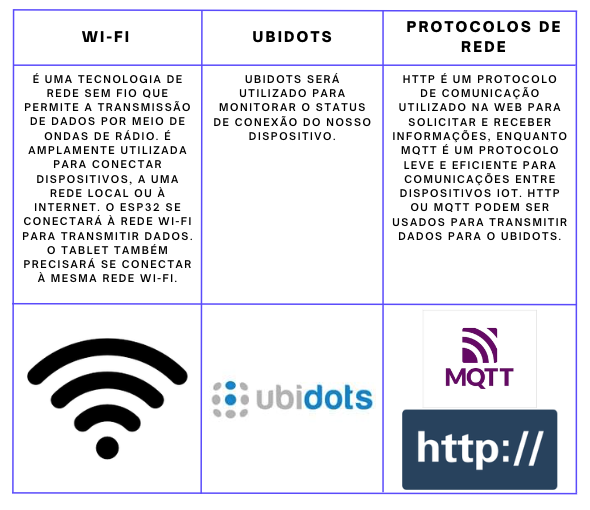 WI-FI
UBIDOTS
PROTOCOLOS DE
REDE
É UMA TECNOLOGIA DE
REDE SEM FIO QUE
PERMITE A TRANSMISSÃO
DE DADOS POR MEIO DE
ONDAS DE RÁDIO. É
AMPLAMENTE UTILIZADA
PARA CONECTAR
DISPOSITIVOS, A UMA
REDE LOCAL OU À
INTERNET. O ESP32 SE
CONECTARÁ À REDE WI-FI
PARA TRANSMITIR DADOS.
O TABLET TAMBÉM
PRECISARÁ SE CONECTAR
À MESMA REDE WI-FI.
UBIDOTS SERÁ
UTILIZADO PARA
MONITORAR O STATUS
DE CONEXÃO DO NOSSO
DISPOSITIVO.
HTTP É UM PROTOCOLO
DE COMUNICAÇÃO
UTILIZADO NA WEB PARA
SOLICITAR E RECEBER
INFORMAÇÕES, ENQUANTO
MQTT É UM PROTOCOLO
LEVE E EFICIENTE PARA
COMUNICAÇÕES ENTRE
DISPOSITIVOS IOT. HTTP
OU MQTT PODEM SER
USADOS PARA TRANSMITIR
DADOS PARA O UBIDOTS.
ubidots
MQTT
http://